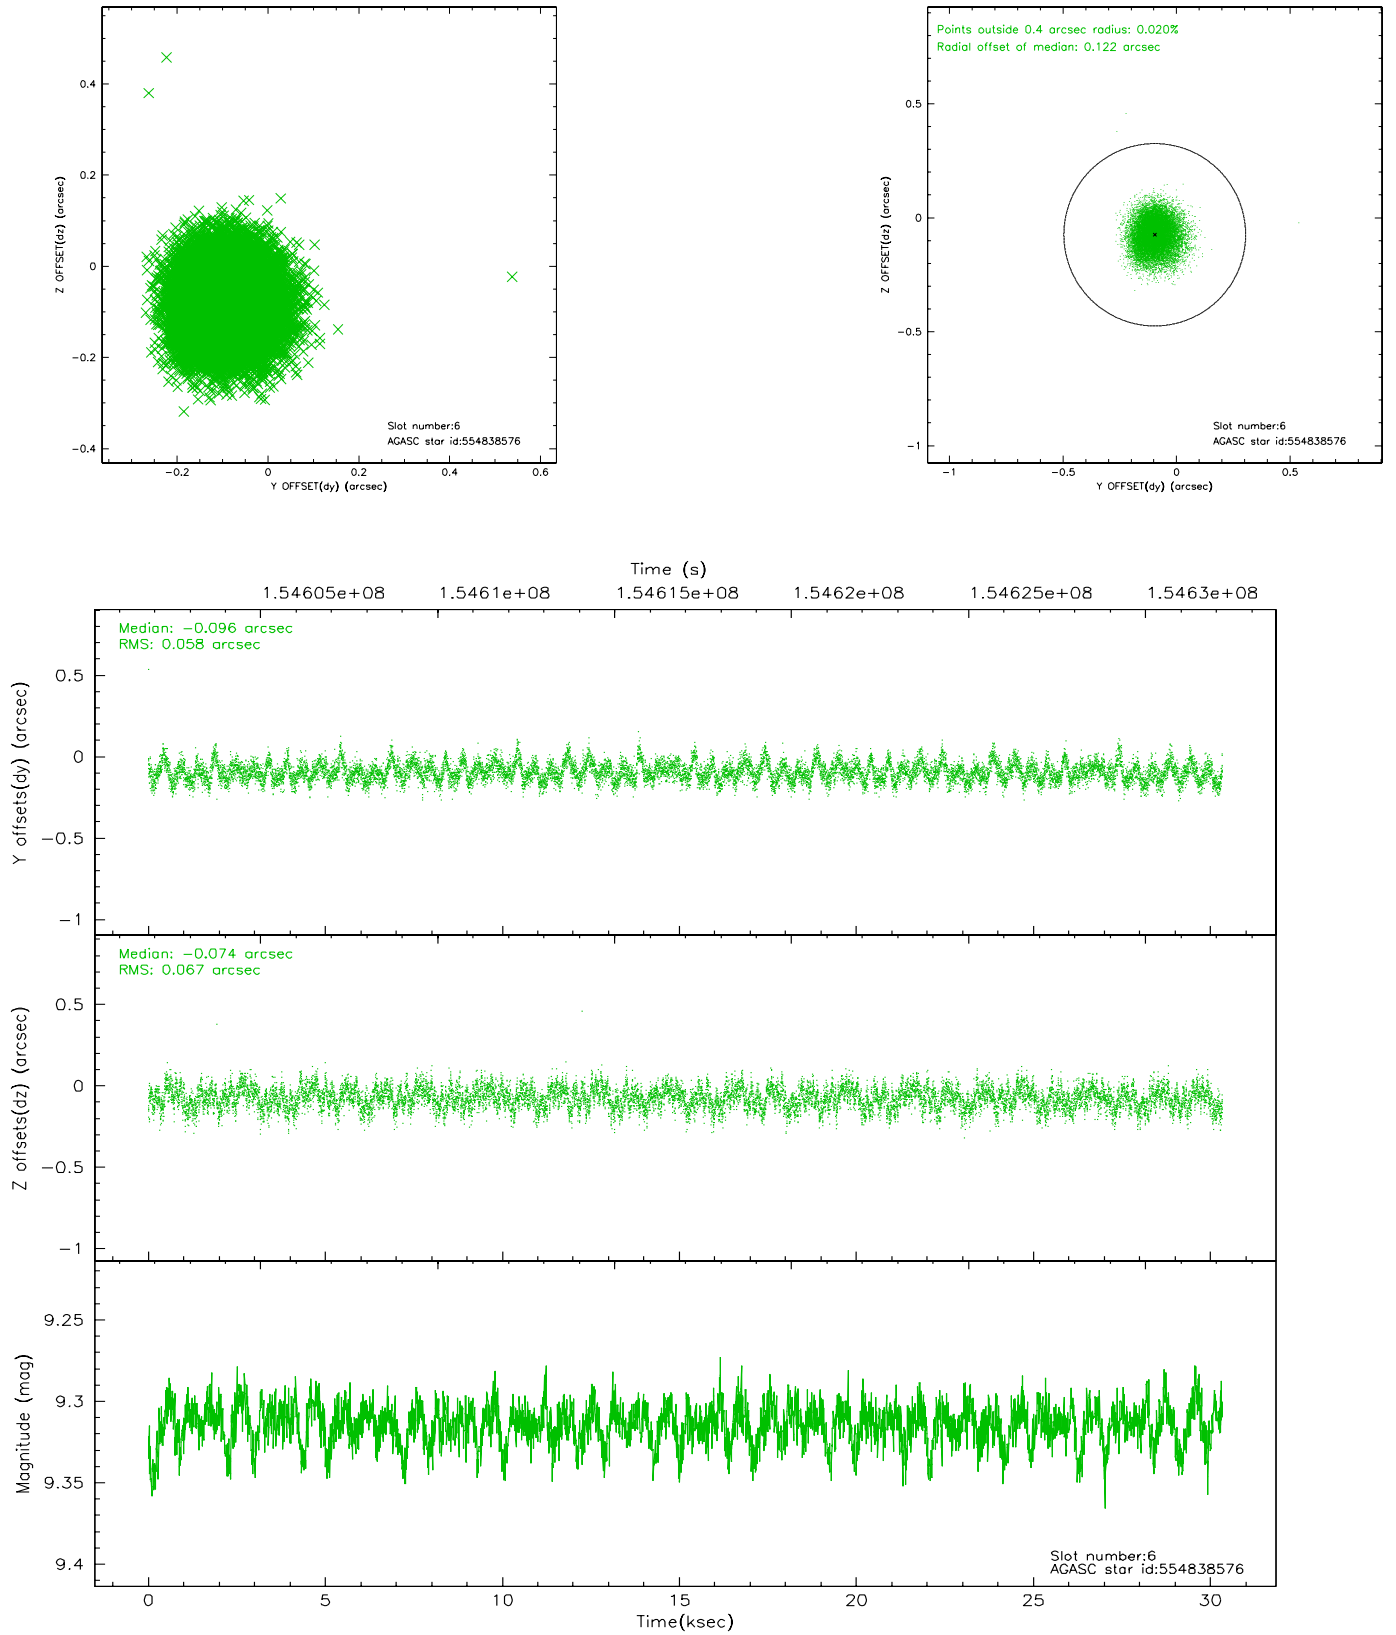 0.4
0.2
0
−0.2
−0.4
Z OFFSET(dz) (arcsec)
−0.2
0
0.2
0.4
0.6
Y OFFSET(dy) (arcsec)
Slot number:6
AGASC star id:554838576
Points outside 0.4 arcsec radius: 0.020%
Radial offset of median: 0.122 arcsec
0.5
0
−0.5
−1
Z OFFSET(dz) (arcsec)
−1
−0.5
0
0.5
Y OFFSET(dy) (arcsec)
Slot number:6
AGASC star id:554838576
Time (s)
1.54605e+08
1.5461e+08
1.54615e+08
1.5462e+08
1.54625e+08
1.5463e+08
Median: −0.096 arcsec
RMS: 0.058 arcsec
0.5
0
−0.5
−1
Y offsets(dy) (arcsec)
Median: −0.074 arcsec
RMS: 0.067 arcsec
0.5
0
−0.5
−1
Z offsets(dz) (arcsec)
9.25
9.3
9.35
9.4
Magnitude (mag)
Slot number:6
AGASC star id:554838576
0
5
10
15
20
25
30
Time(ksec)